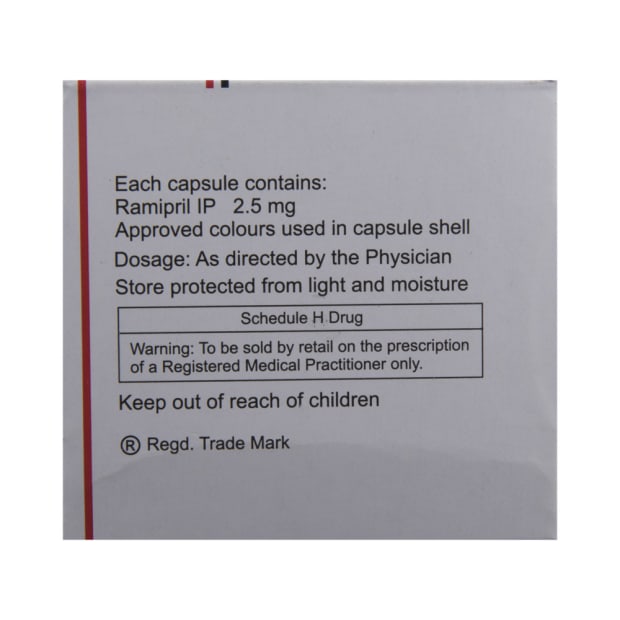 Each capsule contains:
Ramipril IP 2.5 mg
Approved colours used in capsule shell
Dosage: As directed by the Physician
Store protected from light and moisture
Schedule H Drug
Warning: To be sold by retail on the prescription
of a Registered Medical Practitioner only.
Keep out of reach of children
® Regd. Trade Mark